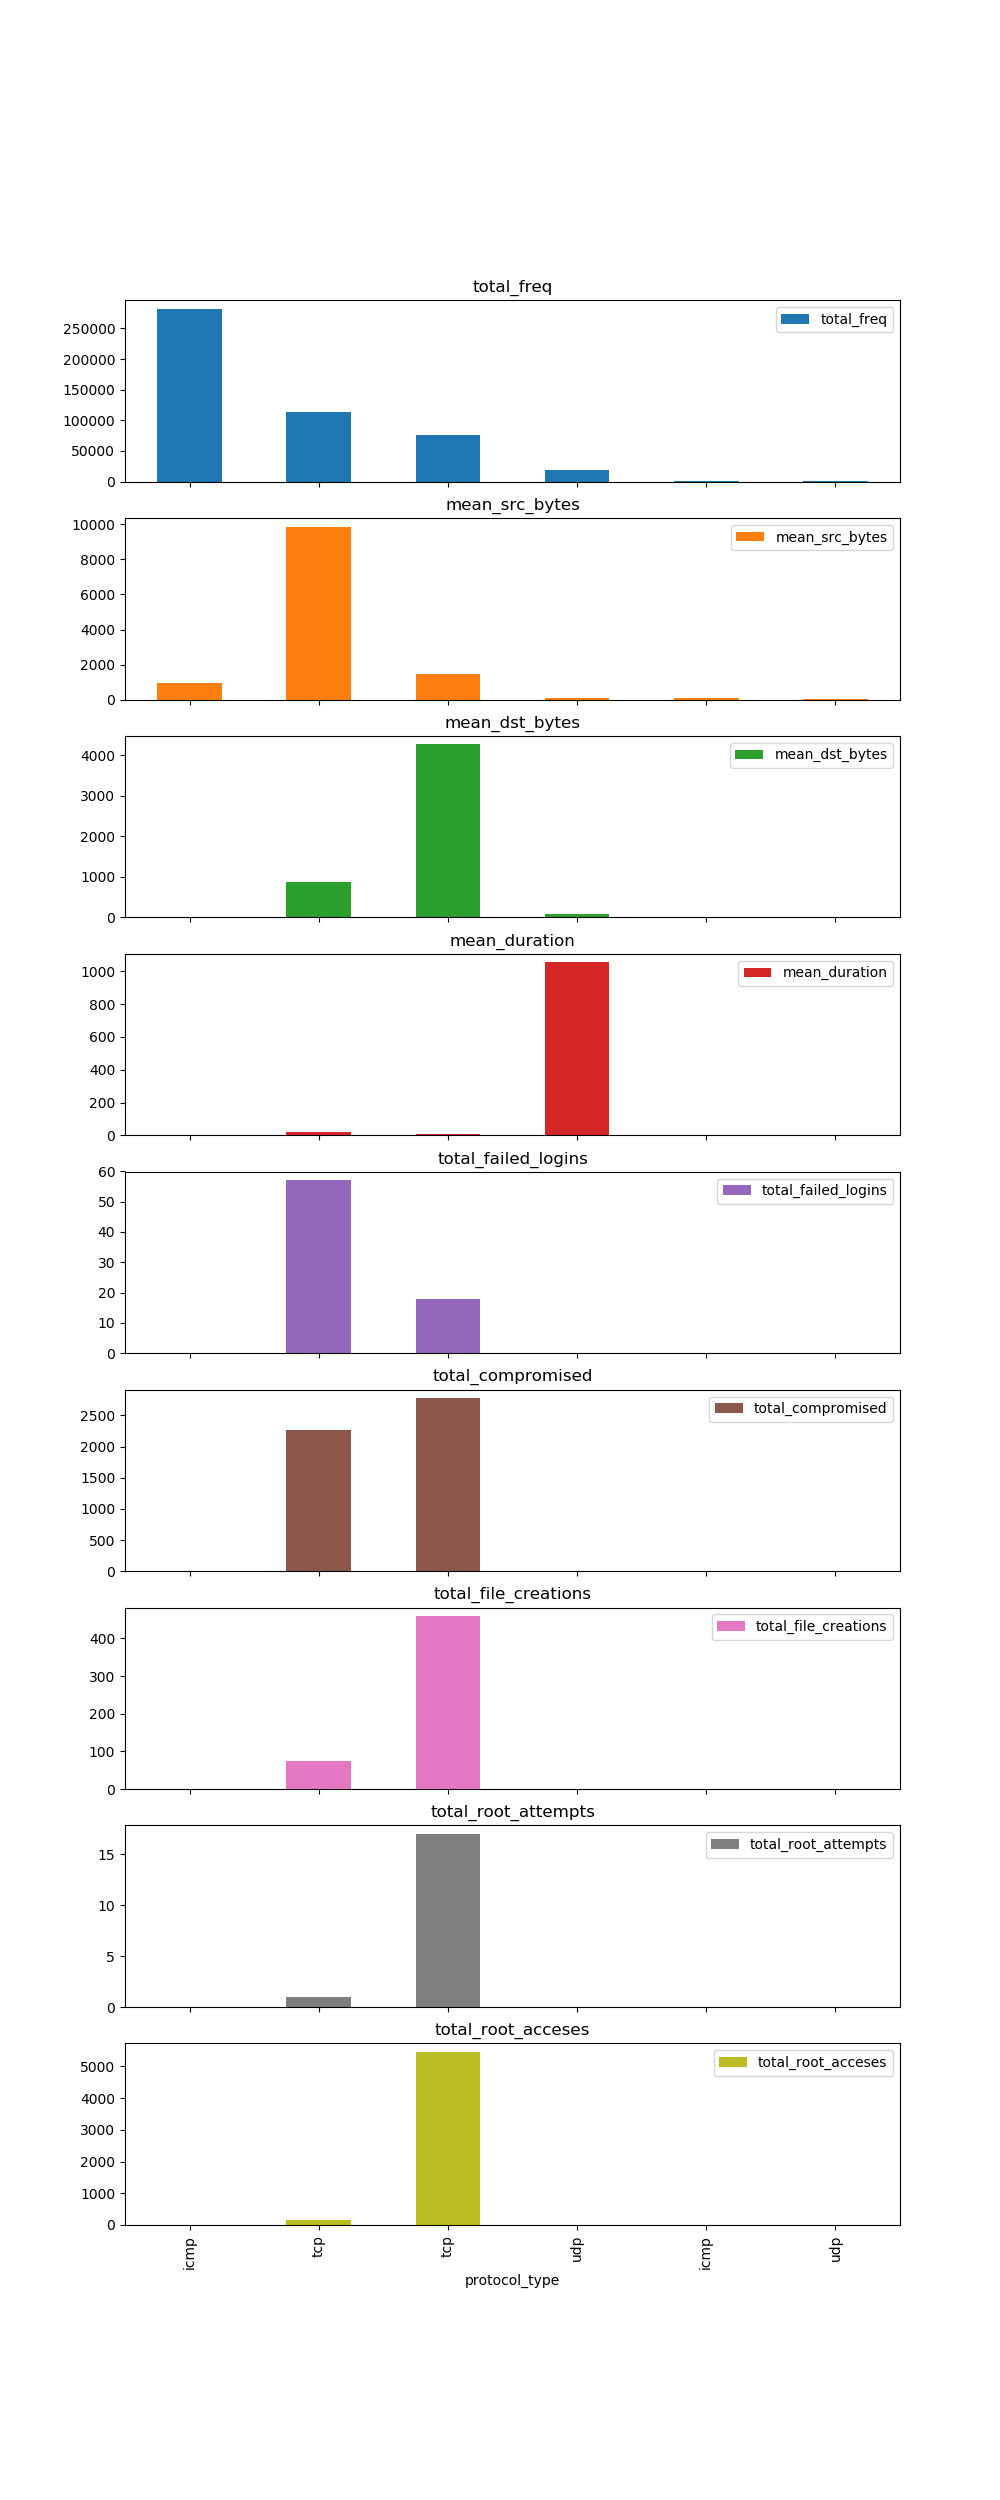 total_freq
total_freq
250000
200000
150000
100000
50000
0
mean_src_bytes
mean_src_bytes
10000
8000
6000
4000
2000
0
mean_dst_bytes
mean_dst_bytes
4000
3000
2000
1000
0
mean_duration
mean_duration
1000
800
600
400
200
0
total_failed_logins
total_failed_logins
60
50
40
30
20
10
0
total_compromised
total_compromised
2500
2000
1500
1000
500
0
total_file_creations
total_file_creations
400
300
200
100
0
total_root_attempts
total_root_attempts
15
10
5
0
total_root_acceses
total_root_acceses
5000
4000
3000
2000
1000
0
icmp
tcp
tcp
udp
icmp
udp
protocol_type